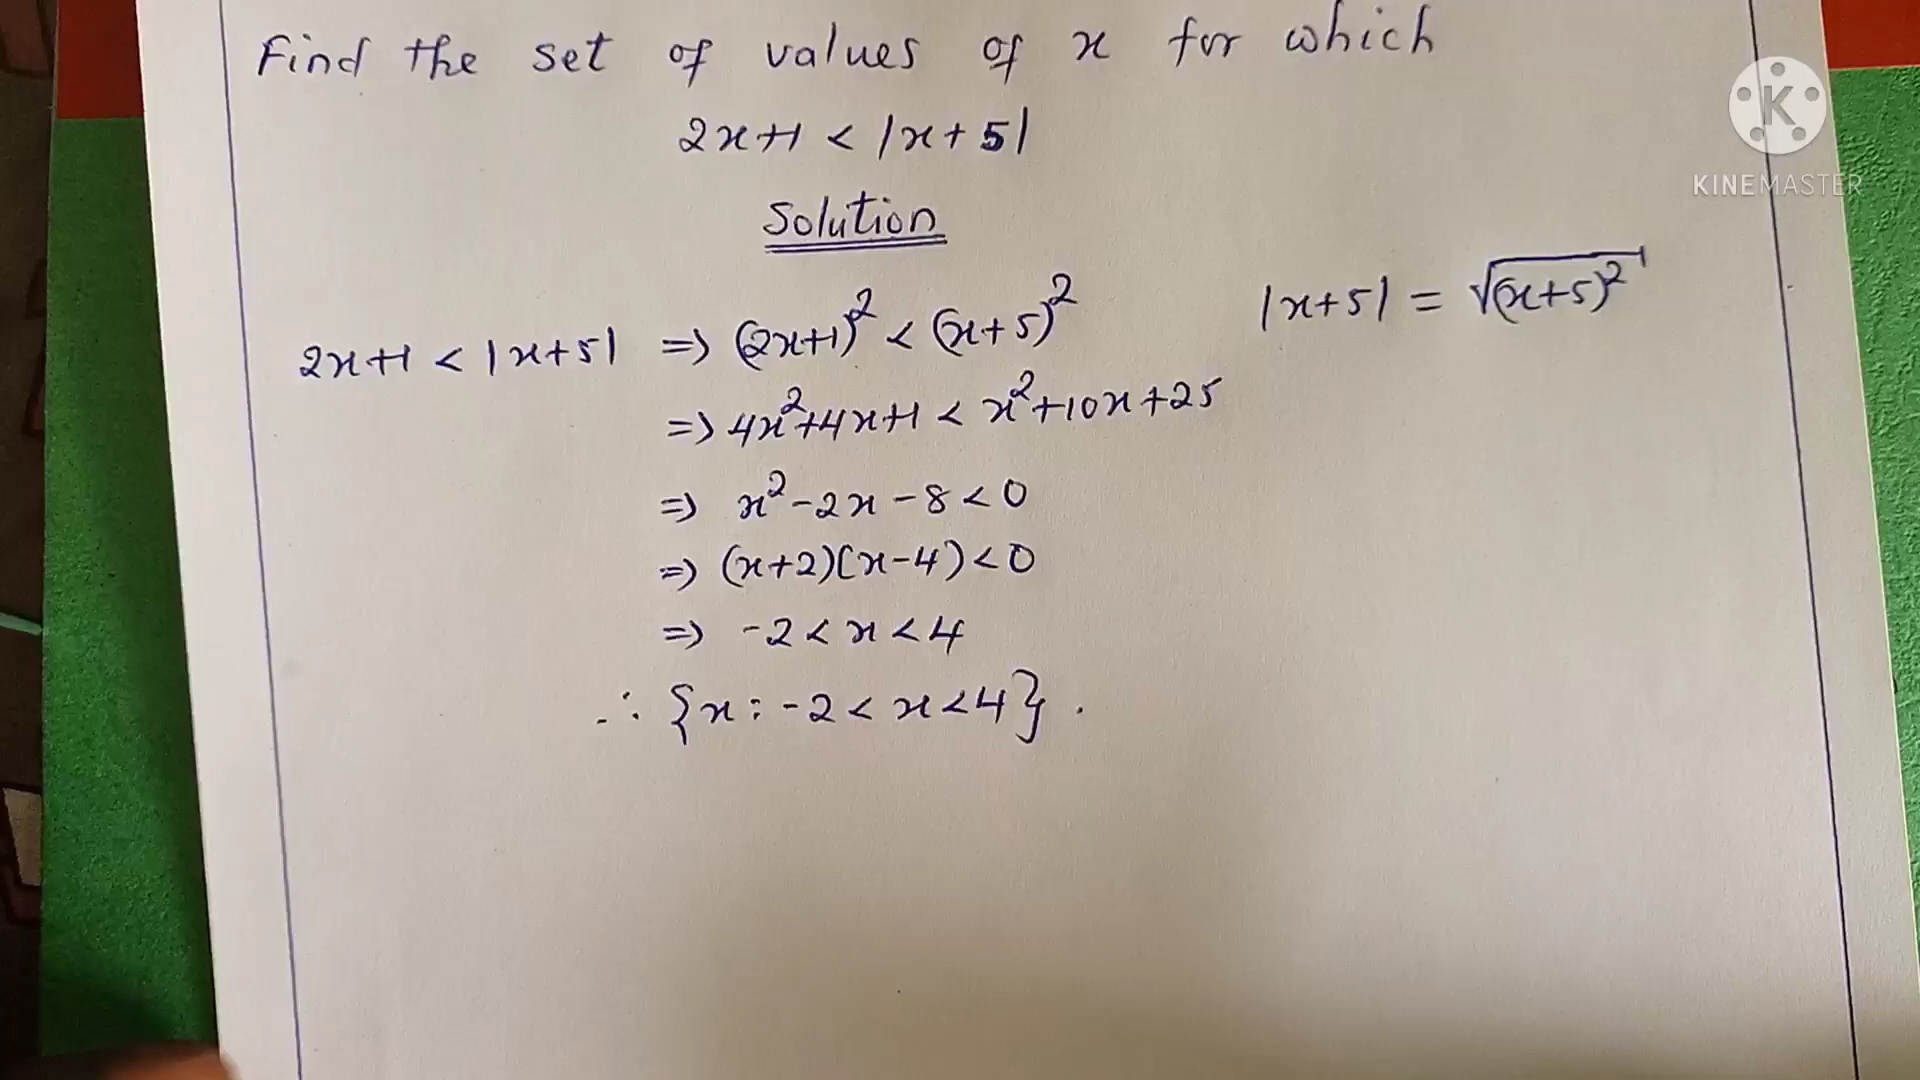 Find the set of values of x for which
2x+1 < |x+5|
Solution
2x+1 < |x+5| => (2x+1)² < (x+5)² |x+5| = √(x+5)²
=> 4x²+4x+1 < x²+10x+25
=> x²-2x-8<0
=> (x+2)(x-4)<0
=> -2<x<4
∴ {x: -2<x<4}.
KINEMASTER